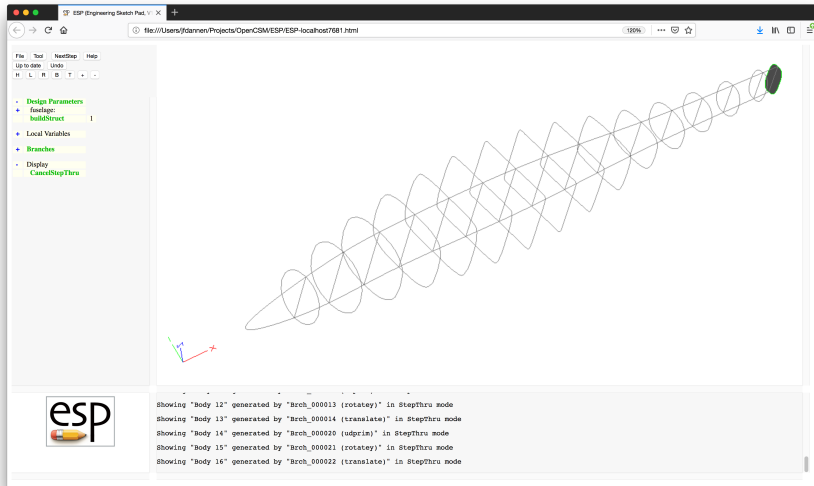 ESP (Engineering Sketch Pad, V
file:///Users/jfdannen/Projects/OpenCSM/ESP/ESP-localhost7681.html
120%
File Tool NextStep Help
Up to date Undo
H L R B T + -
- Design Parameters
+ fuselage:
buildStruct 1
+ Local Variables
+ Branches
- Display
CancelStepThru
X
esp
Showing "Body 12" generated by "Brch_000013 (rotatey)" in StepThru mode
Showing "Body 13" generated by "Brch_000014 (translate)" in StepThru mode
Showing "Body 14" generated by "Brch_000020 (udprim)" in StepThru mode
Showing "Body 15" generated by "Brch_000021 (rotatey)" in StepThru mode
Showing "Body 16" generated by "Brch_000022 (translate)" in StepThru mode